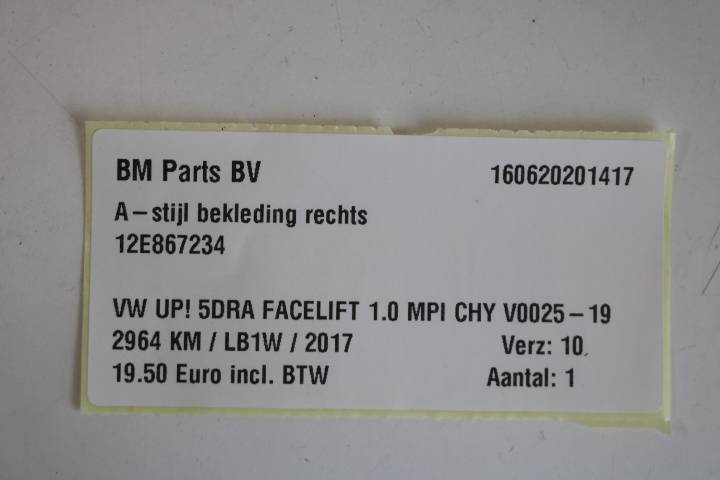 BM Parts BV 160620201417
A-stijl bekleding rechts
12E867234
VW UP! 5DRA FACELIFT 1.0 MPI CHY V0025-19
2964 KM / LB1W / 2017 Verz: 10
19.50 Euro incl. BTW Aantal: 1